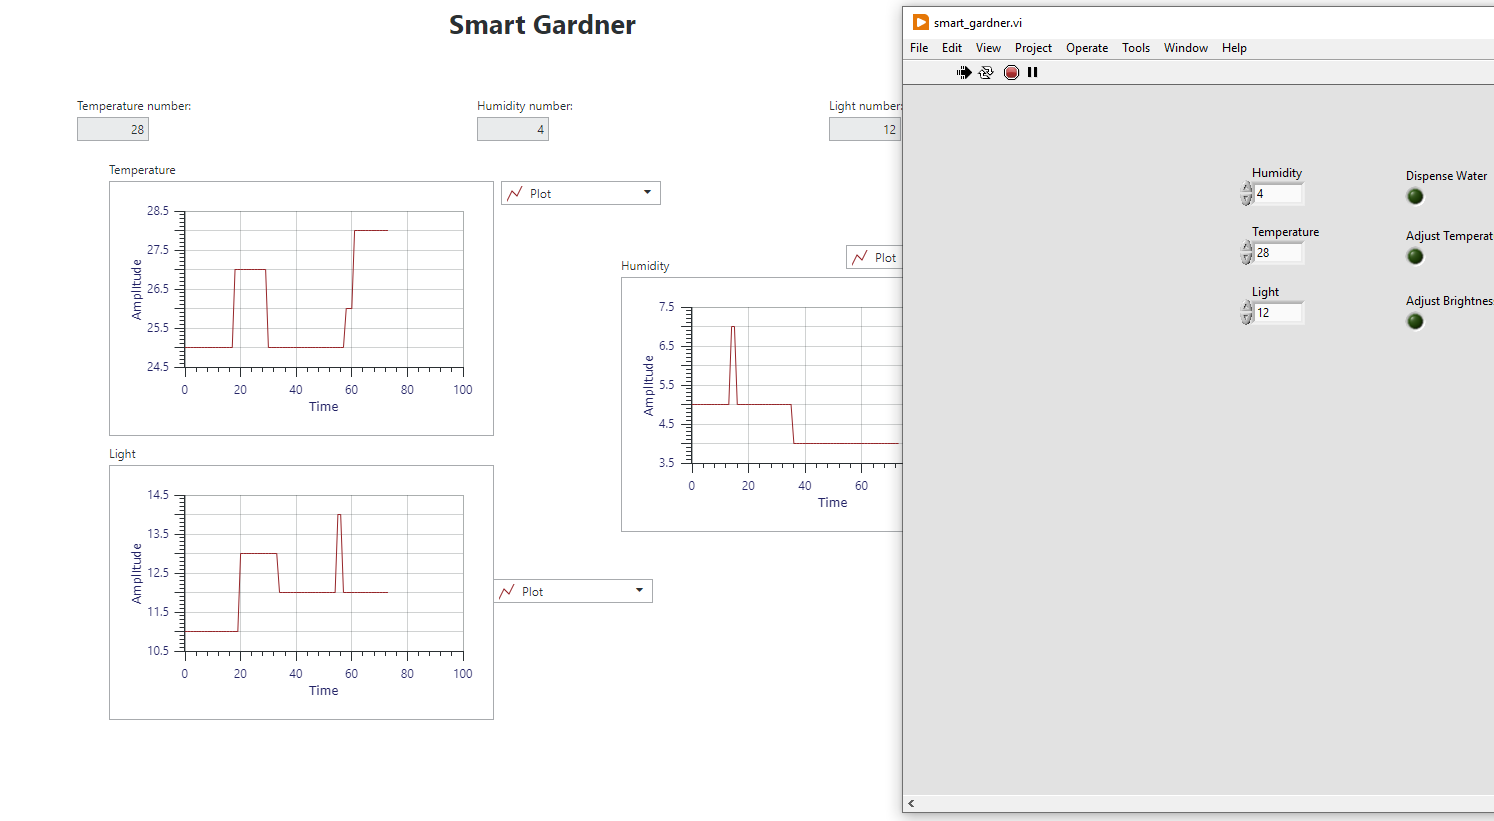 Smart Gardner
Temperature number:
28
Humidity number:
4
Light number:
12
Temperature
Plot
28.5
27.5
26.5
25.5
24.5
Amplitude
0 20 40 60 80 100
Time
Humidity
Plot
7.5
6.5
5.5
4.5
3.5
Amplitude
0 20 40 60
Time
Light
14.5
13.5
12.5
11.5
10.5
Amplitude
0 20 40 60 80 100
Time
Plot
smart_gardner.vi
File Edit View Project Operate Tools Window Help
Humidity
4
Dispense Water
Temperature
28
Adjust Temperat
Light
12
Adjust Brightnes